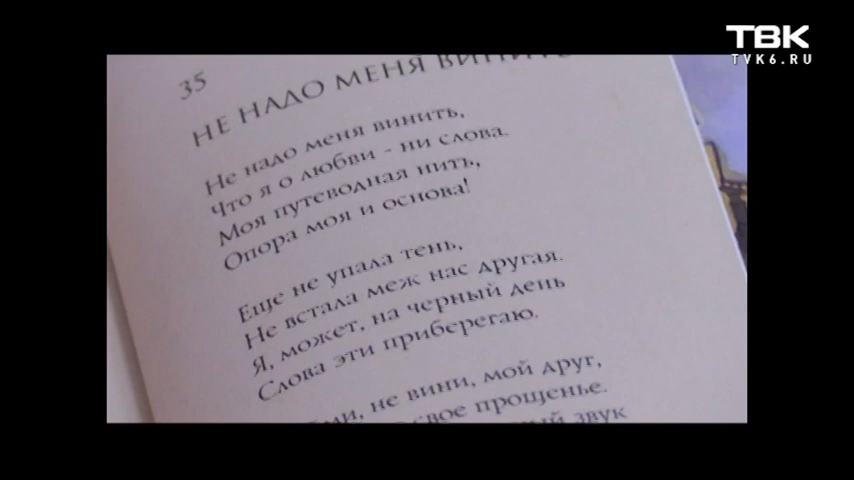 ТВК
TVK6.RU
35
НЕ НАДО МЕНЯ ВИНИТЬ
Не надо меня винить,
Что я о любви - ни слова.
Моя путеводная нить,
Опора моя и основа!
Еще не упала тень,
Не встала меж нас другая.
Я, может, на черный день
Слова эти приберегаю.
не вини, мой друг,
свое прощенье.
звук